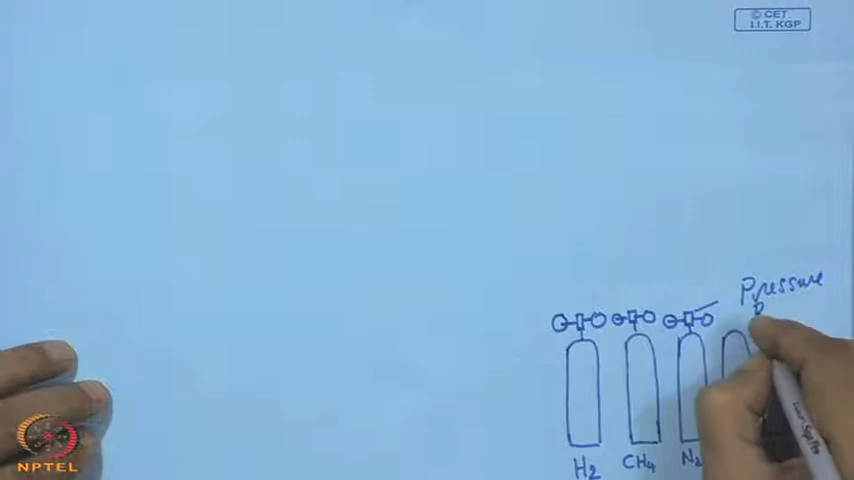 © CET
I.I.T. KGP
Pressure
H2 CH4 N2
NPTEL